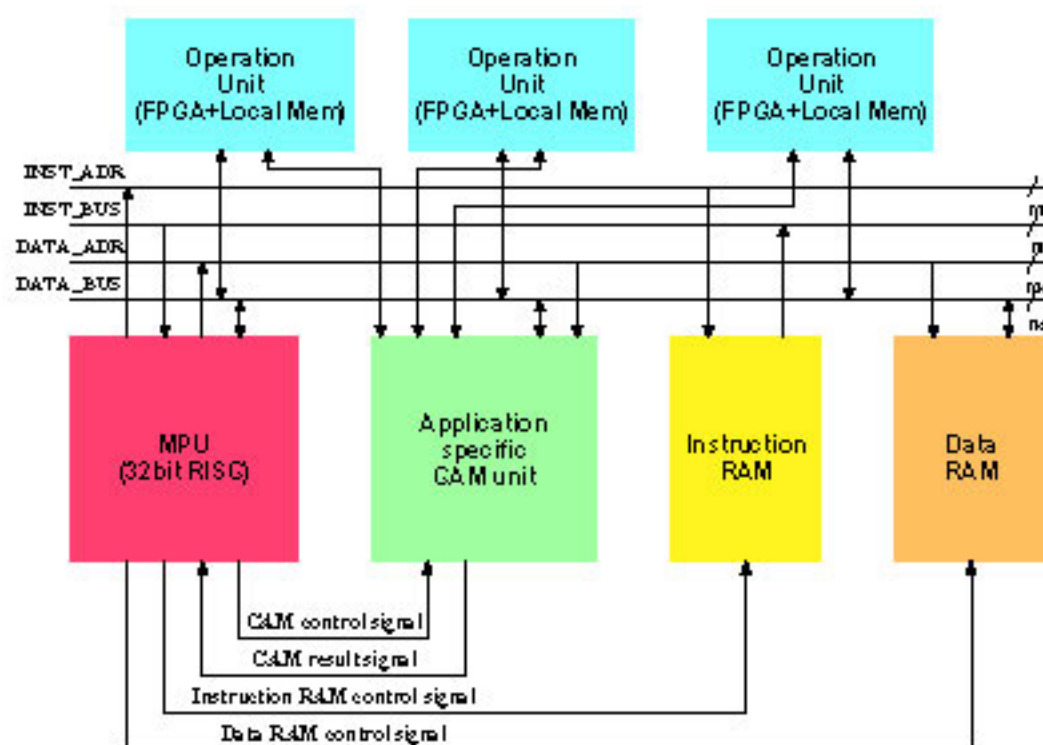 Operation
Unit
(FPGA+Local Mem)
Operation
Unit
(FPGA+Local Mem)
Operation
Unit
(FPGA+Local Mem)
INST_ADR
INST_BUS
DATA_ADR
DATA_BUS
MPU
(32bit RISC)
Application
specific
CAM unit
Instruction
RAM
Data
RAM
CAM control signal
CAM result signal
Instruction RAM control signal
Data RAM control signal